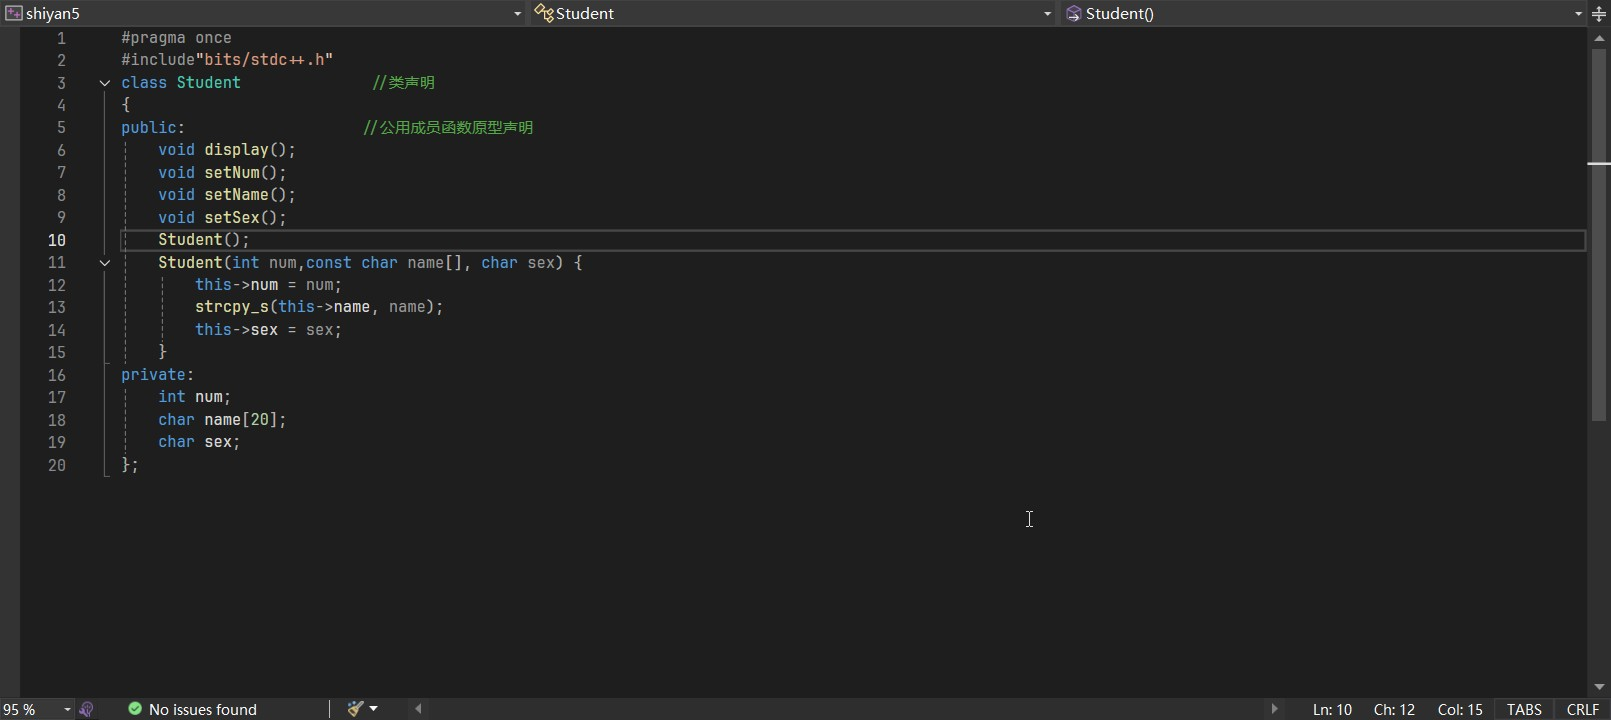 shiyan5 Student Student()
1 #pragma once
2 #include"bits/stdc++.h"
3 class Student //类声明
4 {
5 public: //公用成员函数原型声明
6 void display();
7 void setNum();
8 void setName();
9 void setSex();
10 Student();
11 Student(int num,const char name[], char sex) {
12 this->num = num;
13 strcpy_s(this->name, name);
14 this->sex = sex;
15 }
16 private:
17 int num;
18 char name[20];
19 char sex;
20 };
95 % No issues found Ln: 10 Ch: 12 Col: 15 TABS CRLF